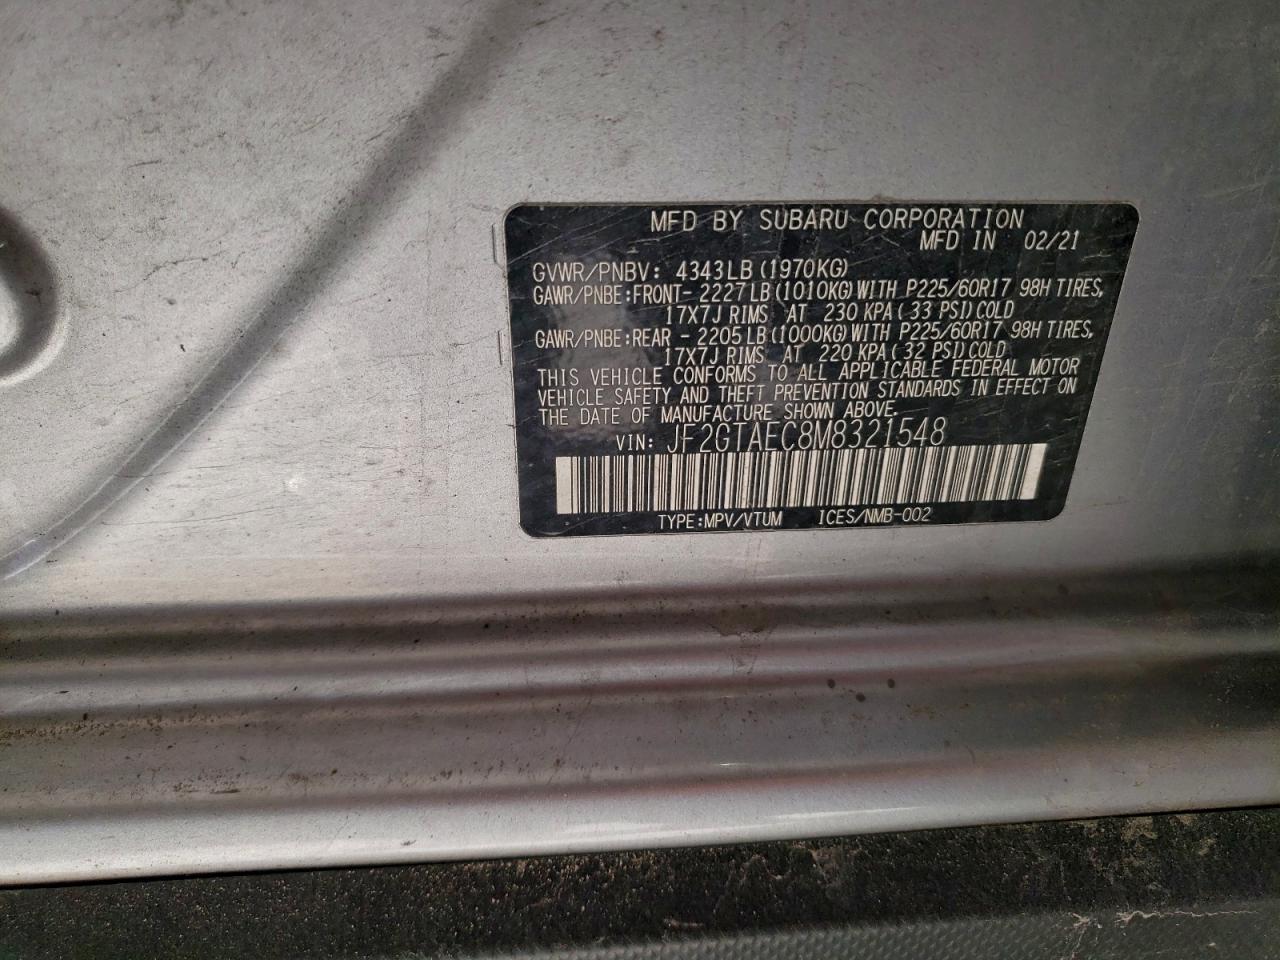 MFD BY SUBARU CORPORATION
MFD IN 02/21
GVWR/PNBV: 4343LB (1970KG)
GAWR/PNBE:FRONT- 2227LB (1010KG) WITH P225/60R17 98H TIRES,
17X7J RIMS AT 230 KPA( 33 PSI)COLD
GAWR/PNBE:REAR - 2205LB (1000KG) WITH P225/60R17 98H TIRES,
17X7J RIMS AT 220 KPA( 32 PSI)COLD
THIS VEHICLE CONFORMS TO ALL APPLICABLE FEDERAL MOTOR
VEHICLE SAFETY AND THEFT PREVENTION STANDARDS IN EFFECT ON
THE DATE OF MANUFACTURE SHOWN ABOVE.
VIN: JF2GTAEC8M8321548
TYPE:MPV/VTUM ICES/NMB-002